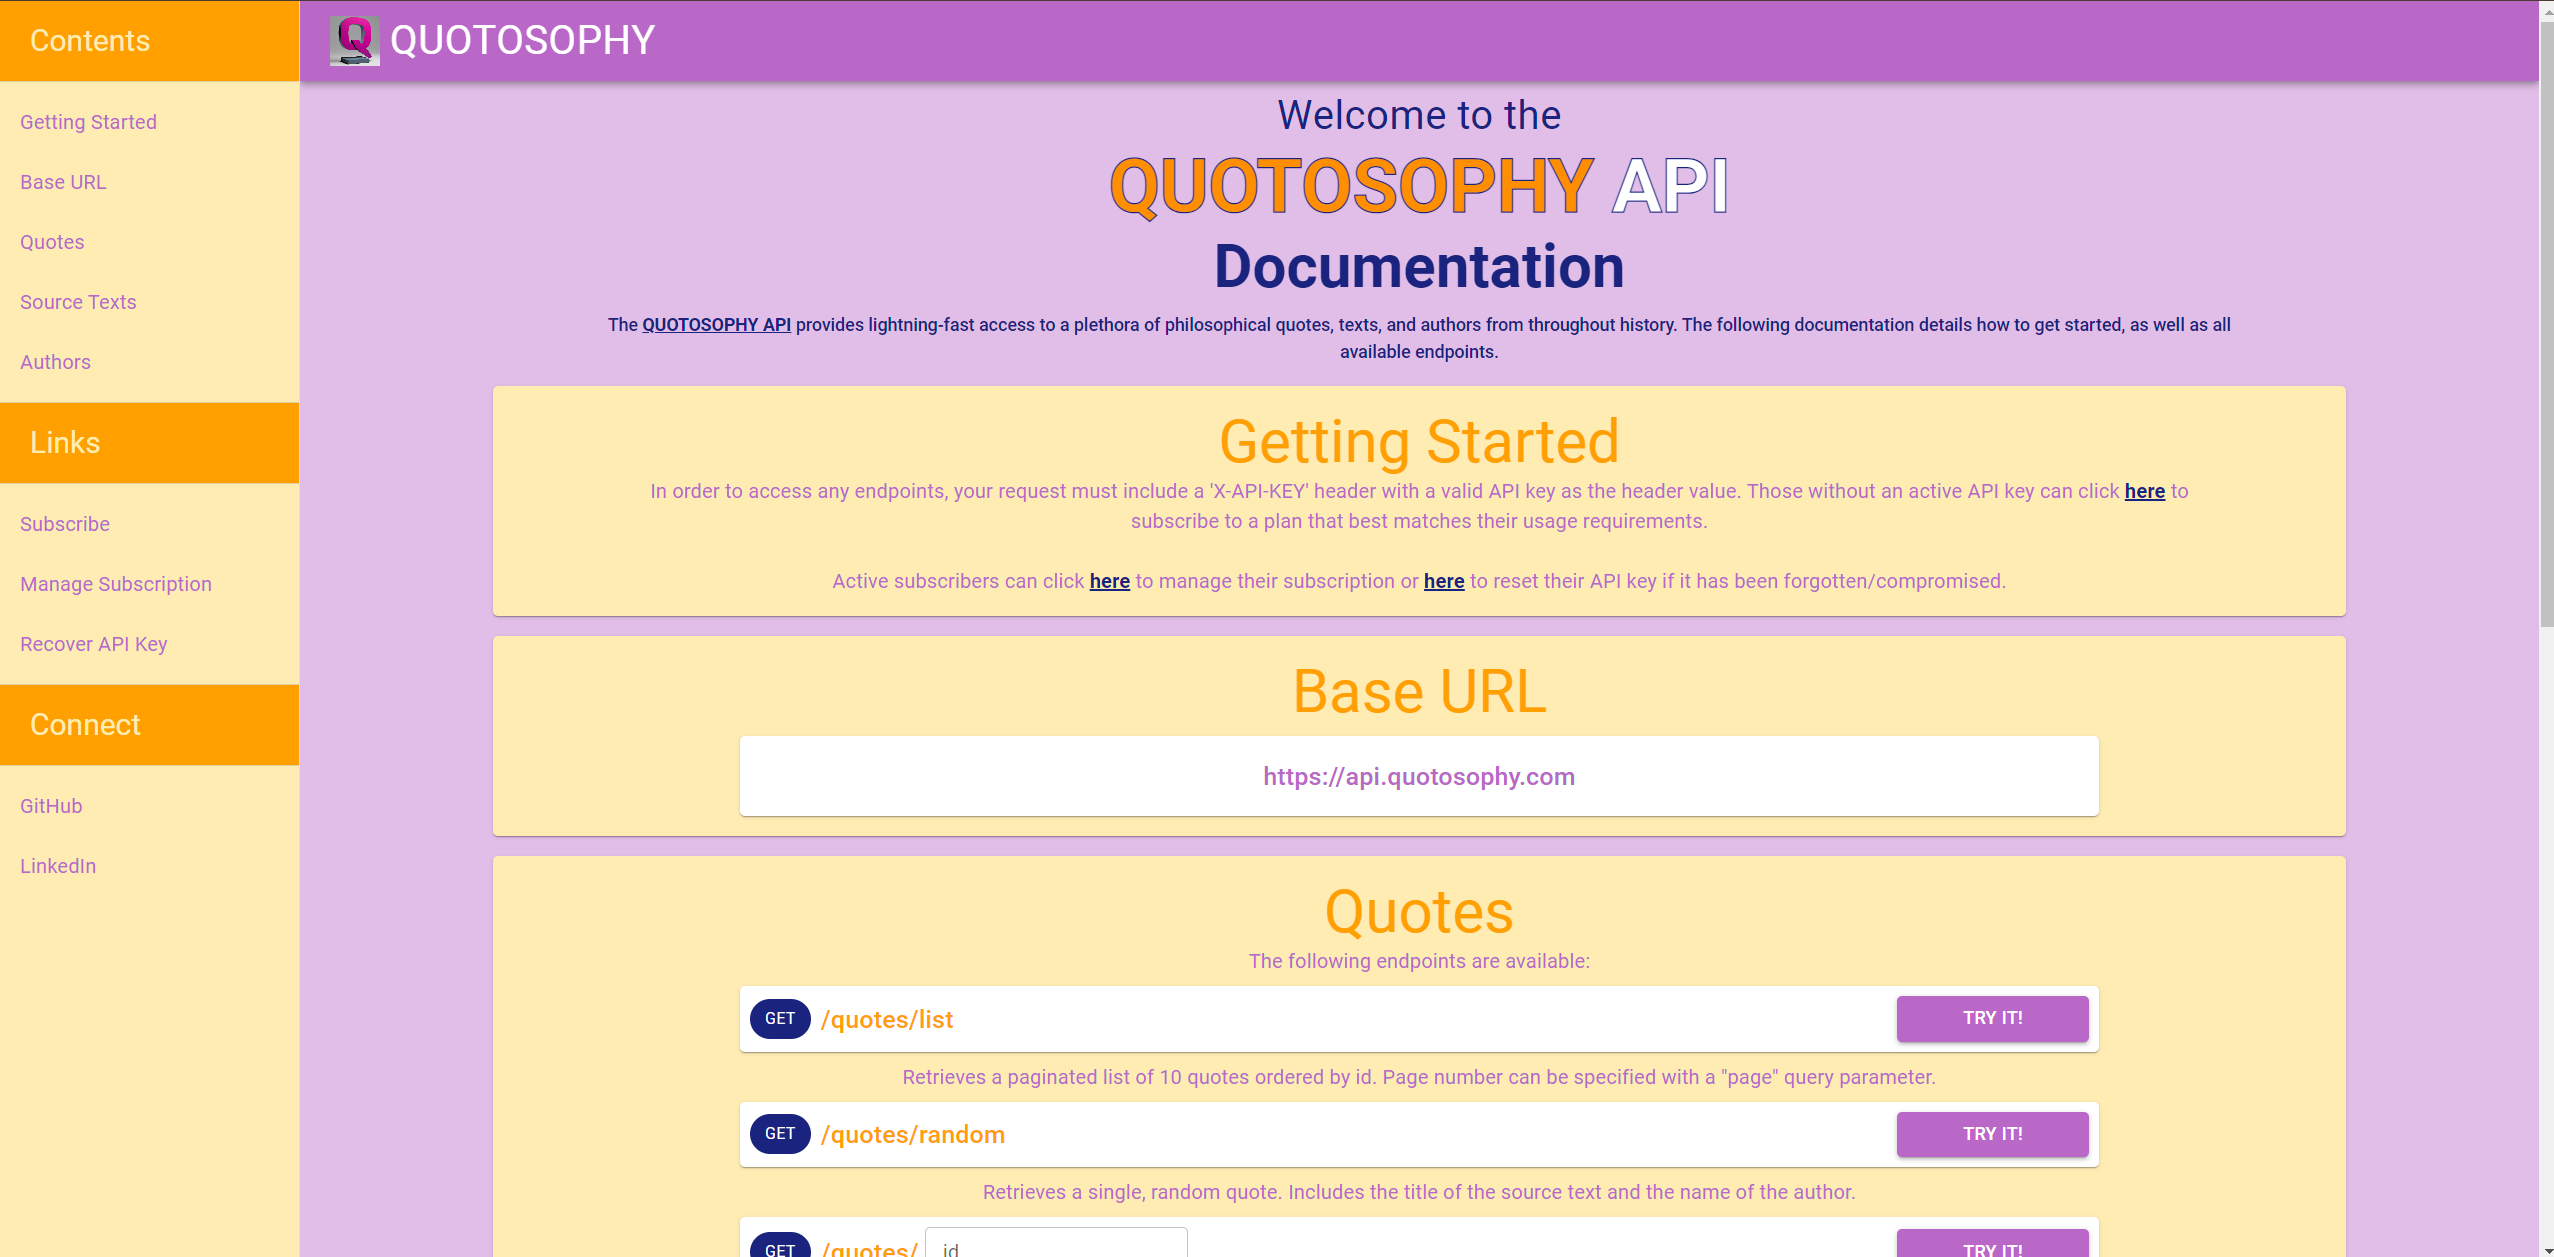 Contents
Getting Started
Base URL
Quotes
Source Texts
Authors
Links
Subscribe
Manage Subscription
Recover API Key
Connect
GitHub
LinkedIn
Q QUOTOSOPHY
Welcome to the
QUOTOSOPHY API
Documentation
The QUOTOSOPHY API provides lightning-fast access to a plethora of philosophical quotes, texts, and authors from throughout history. The following documentation details how to get started, as well as all
available endpoints.
Getting Started
In order to access any endpoints, your request must include a 'X-API-KEY' header with a valid API key as the header value. Those without an active API key can click here to
subscribe to a plan that best matches their usage requirements.
Active subscribers can click here to manage their subscription or here to reset their API key if it has been forgotten/compromised.
Base URL
https://api.quotosophy.com
Quotes
The following endpoints are available:
GET /quotes/list TRY IT!
Retrieves a paginated list of 10 quotes ordered by id. Page number can be specified with a "page" query parameter.
GET /quotes/random TRY IT!
Retrieves a single, random quote. Includes the title of the source text and the name of the author.
GET /quotes/ id TRY IT!